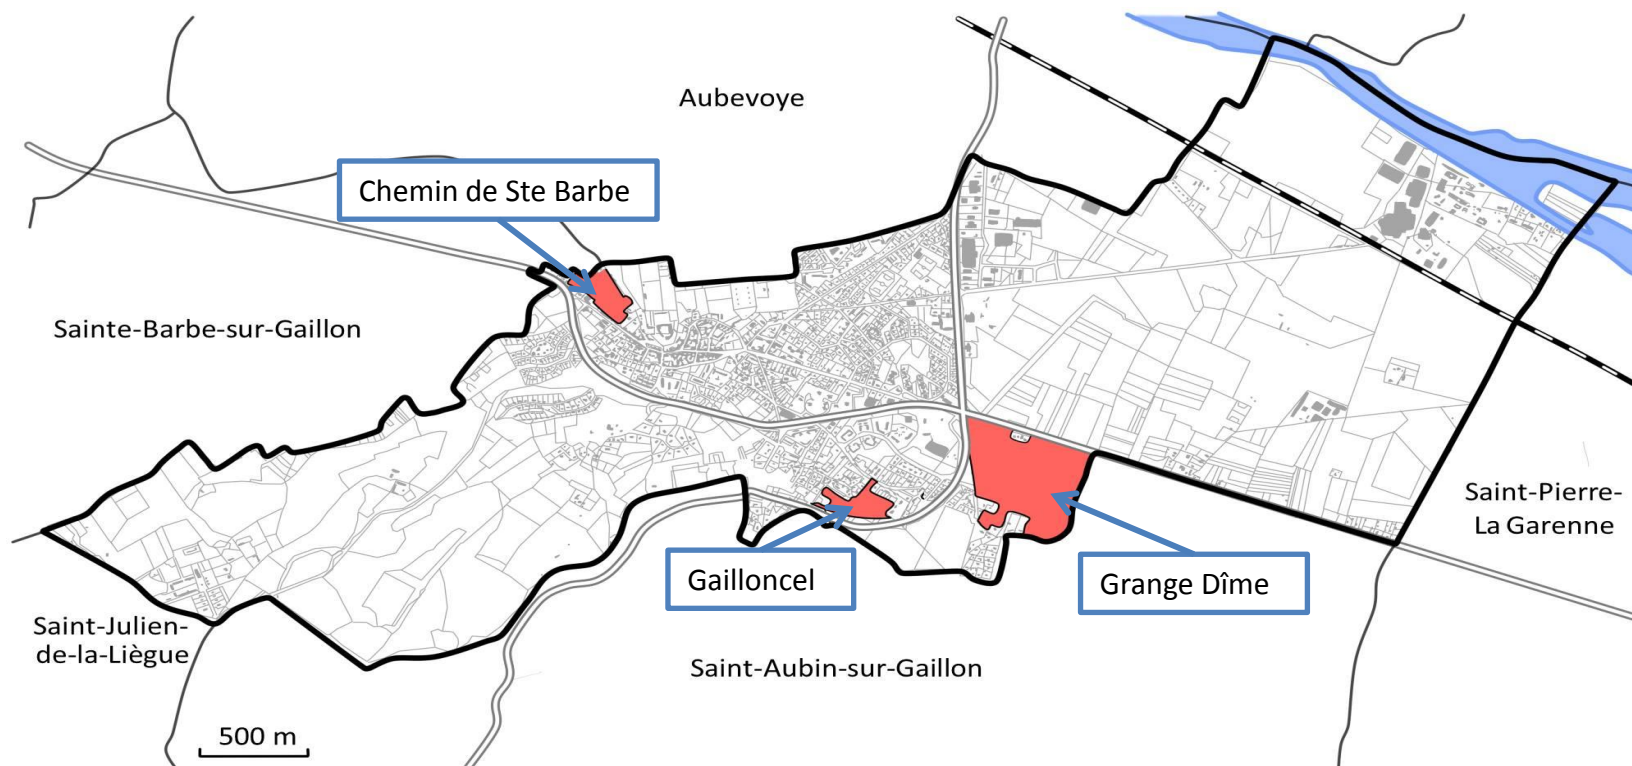 Aubevoye
Chemin de Ste Barbe
Sainte-Barbe-sur-Gaillon
Saint-Pierre-
La Garenne
Gailloncel
Grange Dîme
Saint-Julien-
de-la-Liègue
Saint-Aubin-sur-Gaillon
500 m